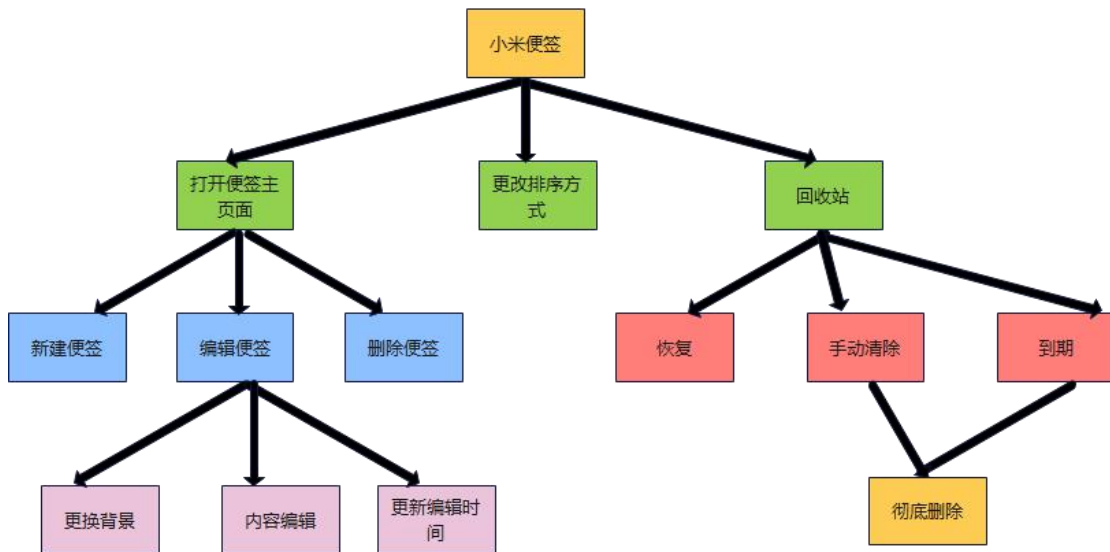 小米便签
打开便签主
页面
更改排序方
式
回收站
新建便签
编辑便签
删除便签
恢复
手动清除
到期
更换背景
内容编辑
更新编辑时
间
彻底删除